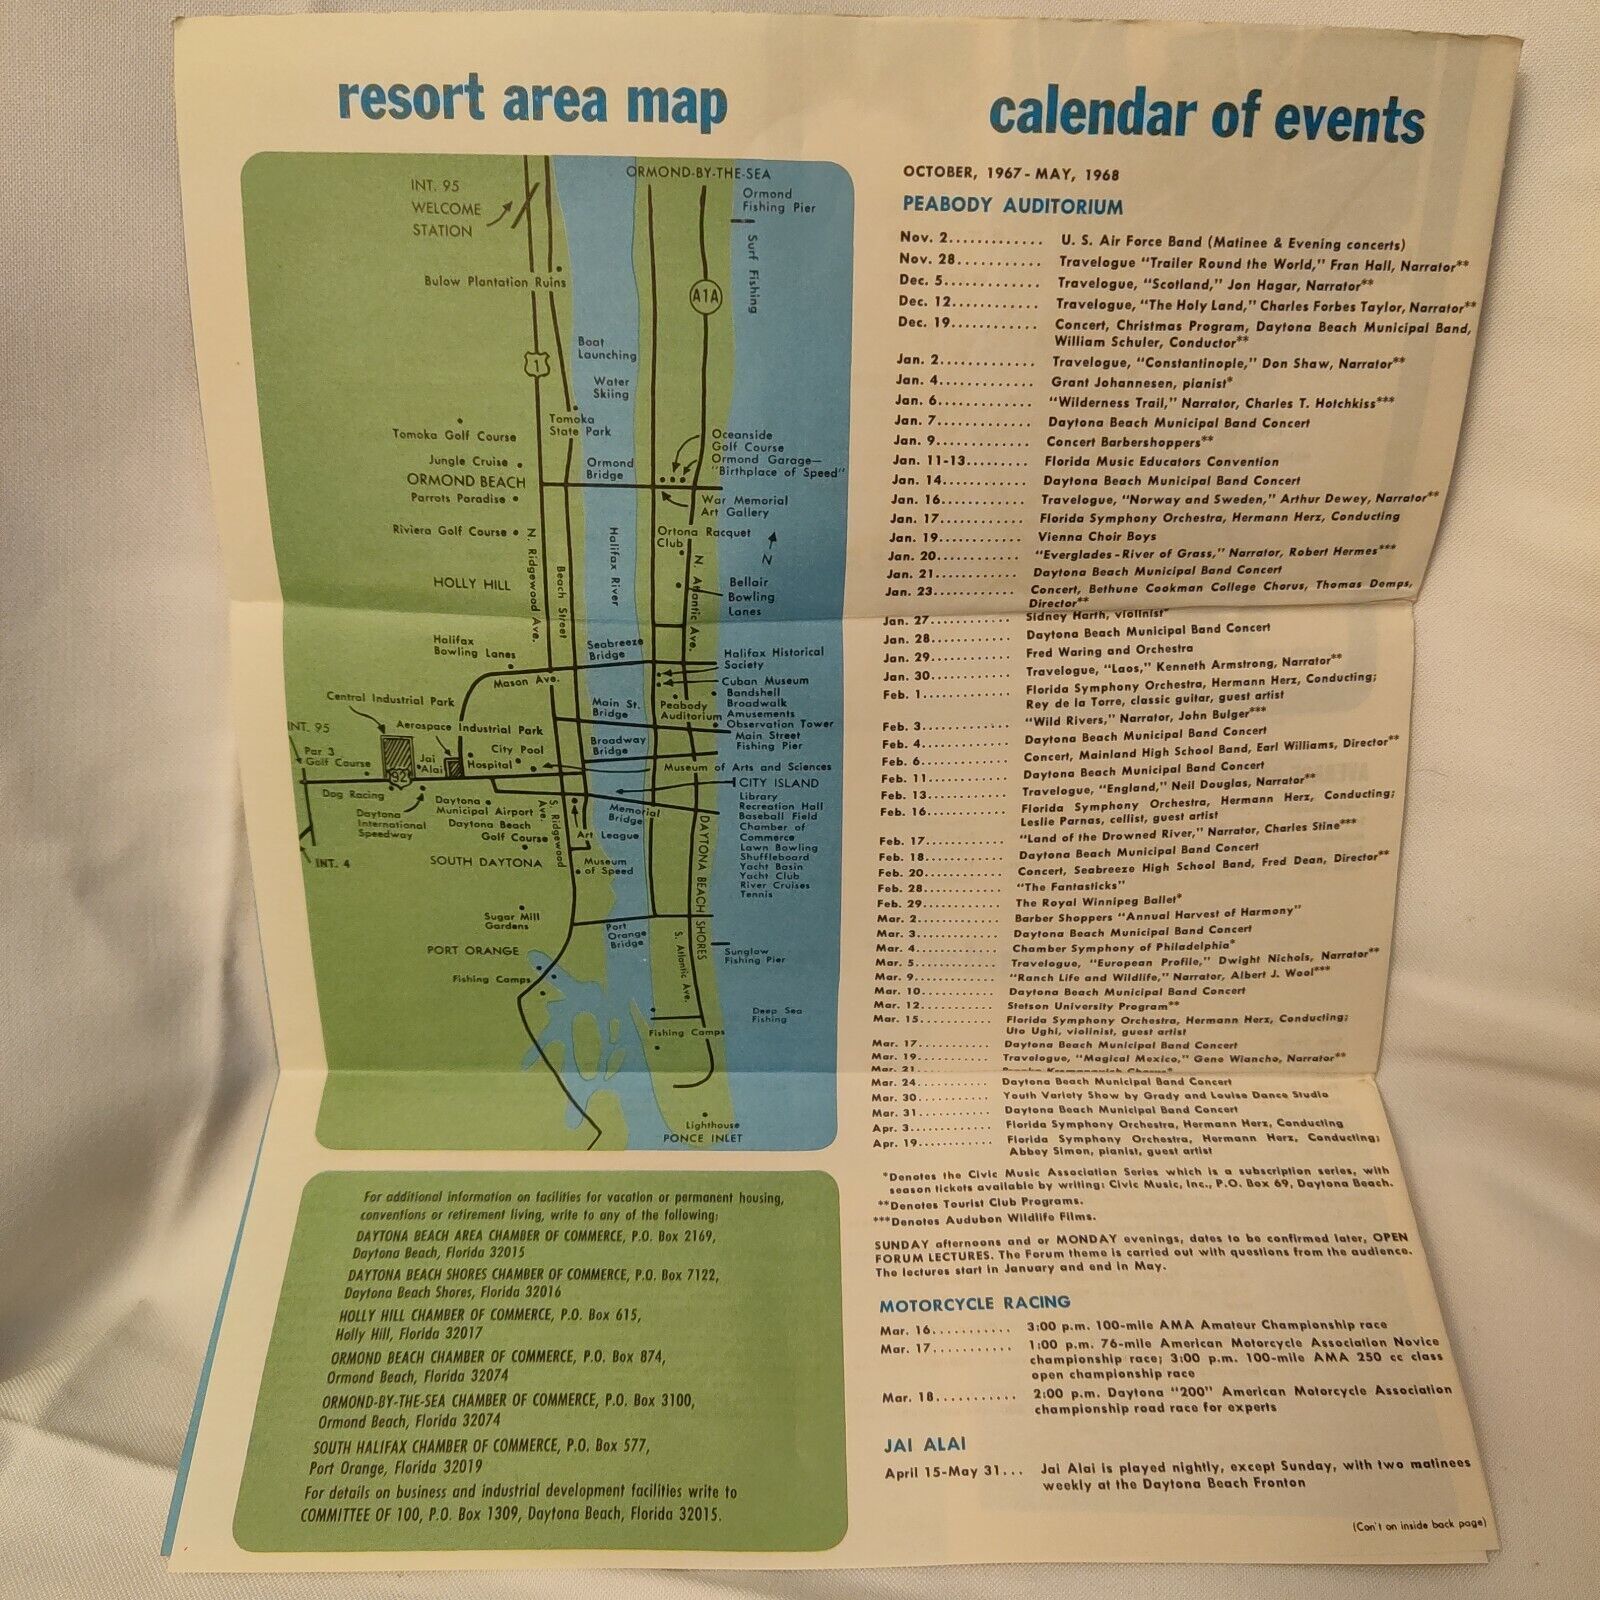 resort area map
INT. 95
WELCOME
STATION
ORMOND-BY-THE-SEA
Ormond
Fishing Pier
Surf Fishing
A1A
Bulow Plantation Ruins
1
Boat
Launching
Water
Skiing
Tomoka
State Park
Tomoka Golf Course
Jungle Cruise
ORMOND BEACH
Parrots Paradise
Riviera Golf Course
Ormond
Bridge
Oceanside
Golf Course
Ormond Garage—
"Birthplace of Speed"
War Memorial
Art Gallery
Ortona Racquet
Club
N
N. Ridgewood Ave.
Beach Street
Halifax River
N. Atlantic Ave.
HOLLY HILL
Bellair
Bowling
Lanes
Halifax
Bowling Lanes
Seabreeze
Bridge
Mason Ave.
Halifax Historical
Society
Cuban Museum
Bandshell
Broadwalk
Amusements
Observation Tower
Main Street
Fishing Pier
Central Industrial Park
Aerospace Industrial Park
Main St.
Bridge
Peabody
Auditorium
INT. 95
Par 3
Golf Course
92
Jai
Alai
City Pool
Hospital
Broadway
Bridge
Museum of Arts and Sciences
CITY ISLAND
Library
Recreation Hall
Baseball Field
Chamber of
Commerce
Lawn Bowling
Shuffleboard
Yacht Basin
Yacht Club
River Cruises
Tennis
Dog Racing
Daytona
International
Speedway
Daytona
Municipal Airport
Daytona Beach
Golf Course
S. Ridgewood
Ave.
Memorial
Bridge
Art League
INT. 4
SOUTH DAYTONA
Museum
of Speed
DAYTONA BEACH SHORES
Sugar Mill
Gardens
Port
Orange
Bridge
S. Atlantic Ave.
Sunglow
Fishing Pier
PORT ORANGE
Fishing Camps
Deep Sea
Fishing
Fishing Camps
Lighthouse
PONCE INLET
For additional information on facilities for vacation or permanent housing,
conventions or retirement living, write to any of the following:
DAYTONA BEACH AREA CHAMBER OF COMMERCE, P.O. Box 2169,
Daytona Beach, Florida 32015
DAYTONA BEACH SHORES CHAMBER OF COMMERCE, P.O. Box 7122,
Daytona Beach Shores, Florida 32016
HOLLY HILL CHAMBER OF COMMERCE, P.O. Box 615,
Holly Hill, Florida 32017
ORMOND BEACH CHAMBER OF COMMERCE, P.O. Box 874,
Ormond Beach, Florida 32074
ORMOND-BY-THE-SEA CHAMBER OF COMMERCE, P.O. Box 3100,
Ormond Beach, Florida 32074
SOUTH HALIFAX CHAMBER OF COMMERCE, P.O. Box 577,
Port Orange, Florida 32019
For details on business and industrial development facilities write to
COMMITTEE OF 100, P.O. Box 1309, Daytona Beach, Florida 32015.
calendar of events
OCTOBER, 1967 - MAY, 1968
PEABODY AUDITORIUM
Nov. 2............. U. S. Air Force Band (Matinee & Evening concerts)
Nov. 28........... Travelogue "Trailer Round the World," Fran Hall, Narrator**
Dec. 5............. Travelogue, "Scotland," Jon Hagar, Narrator**
Dec. 12............ Travelogue, "The Holy Land," Charles Forbes Taylor, Narrator**
Dec. 19............ Concert, Christmas Program, Daytona Beach Municipal Band,
William Schuler, Conductor**
Jan. 2............. Travelogue, "Constantinople," Don Shaw, Narrator**
Jan. 4............. Grant Johannesen, pianist*
Jan. 6............. "Wilderness Trail," Narrator, Charles T. Hotchkiss***
Jan. 7............. Daytona Beach Municipal Band Concert
Jan. 9............. Concert Barbershoppers**
Jan. 11-13......... Florida Music Educators Convention
Jan. 14............ Daytona Beach Municipal Band Concert
Jan. 16............ Travelogue, "Norway and Sweden," Arthur Dewey, Narrator**
Jan. 17............ Florida Symphony Orchestra, Hermann Herz, Conducting
Jan. 19............ Vienna Choir Boys
Jan. 20............ "Everglades - River of Grass," Narrator, Robert Hermes***
Jan. 21............ Daytona Beach Municipal Band Concert
Jan. 23............ Concert, Bethune Cookman College Chorus, Thomas Demps,
Director**
Jan. 27............ Sidney Harth, violinist*
Jan. 28............ Daytona Beach Municipal Band Concert
Jan. 29............ Fred Waring and Orchestra
Jan. 30............ Travelogue, "Laos," Kenneth Armstrong, Narrator**
Feb. 1............. Florida Symphony Orchestra, Hermann Herz, Conducting;
Rey de la Torre, classic guitar, guest artist
Feb. 3............. "Wild Rivers," Narrator, John Bulger***
Feb. 4............. Daytona Beach Municipal Band Concert
Feb. 6............. Concert, Mainland High School Band, Earl Williams, Director**
Feb. 11............ Daytona Beach Municipal Band Concert
Feb. 13............ Travelogue, "England," Neil Douglas, Narrator**
Feb. 16............ Florida Symphony Orchestra, Hermann Herz, Conducting;
Leslie Parnas, cellist, guest artist
Feb. 17............ "Land of the Drowned River," Narrator, Charles Stine***
Feb. 18............ Daytona Beach Municipal Band Concert
Feb. 20............ Concert, Seabreeze High School Band, Fred Dean, Director**
Feb. 28............ "The Fantasticks"
Feb. 29............ The Royal Winnipeg Ballet*
Mar. 2............. Barber Shoppers "Annual Harvest of Harmony"
Mar. 3............. Daytona Beach Municipal Band Concert
Mar. 4............. Chamber Symphony of Philadelphia*
Mar. 5............. Travelogue, "European Profile," Dwight Nichols, Narrator**
Mar. 9............. "Ranch Life and Wildlife," Narrator, Albert J. Wool***
Mar. 10............ Daytona Beach Municipal Band Concert
Mar. 12............ Stetson University Program**
Mar. 15............ Florida Symphony Orchestra, Hermann Herz, Conducting;
Uto Ughi, violinist, guest artist
Mar. 17............ Daytona Beach Municipal Band Concert
Mar. 19............ Travelogue, "Magical Mexico," Gene Wiancho, Narrator**
Mar. 21............
Mar. 24............ Daytona Beach Municipal Band Concert
Mar. 30............ Youth Variety Show by Grady and Louise Dance Studio
Mar. 31............ Daytona Beach Municipal Band Concert
Apr. 3............. Florida Symphony Orchestra, Hermann Herz, Conducting
Apr. 19............ Florida Symphony Orchestra, Hermann Herz, Conducting;
Abbey Simon, pianist, guest artist
*Denotes the Civic Music Association Series which is a subscription series, with
season tickets available by writing: Civic Music, Inc., P.O. Box 69, Daytona Beach.
**Denotes Tourist Club Programs.
***Denotes Audubon Wildlife Films.
SUNDAY afternoons and or MONDAY evenings, dates to be confirmed later, OPEN
FORUM LECTURES. The Forum theme is carried out with questions from the audience.
The lectures start in January and end in May.
MOTORCYCLE RACING
Mar. 16........... 3:00 p.m. 100-mile AMA Amateur Championship race
Mar. 17........... 1:00 p.m. 76-mile American Motorcycle Association Novice
championship race; 3:00 p.m. 100-mile AMA 250 cc class
open championship race
Mar. 18........... 2:00 p.m. Daytona "200" American Motorcycle Association
championship road race for experts
JAI ALAI
April 15-May 31... Jai Alai is played nightly, except Sunday, with two matinees
weekly at the Daytona Beach Fronton
(Con't on inside back page)